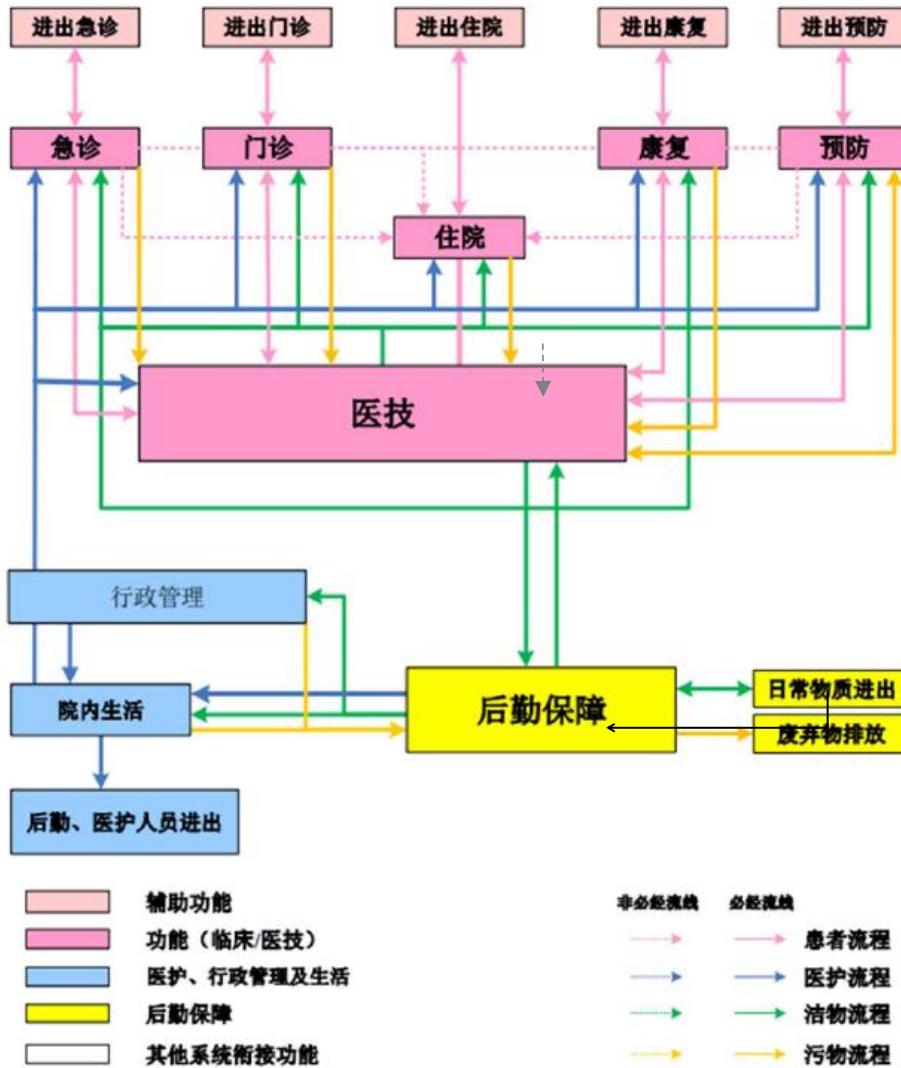 进出急诊
进出门诊
进出住院
进出康复
进出预防
急诊
门诊
康复
预防
住院
医技
行政管理
院内生活
后勤保障
日常物质进出
废弃物排放
后勤、医护人员进出
辅助功能
功能（临床/医技）
医护、行政管理及生活
后勤保障
其他系统衔接功能
非必经流线
必经流线
患者流程
医护流程
洁物流程
污物流程